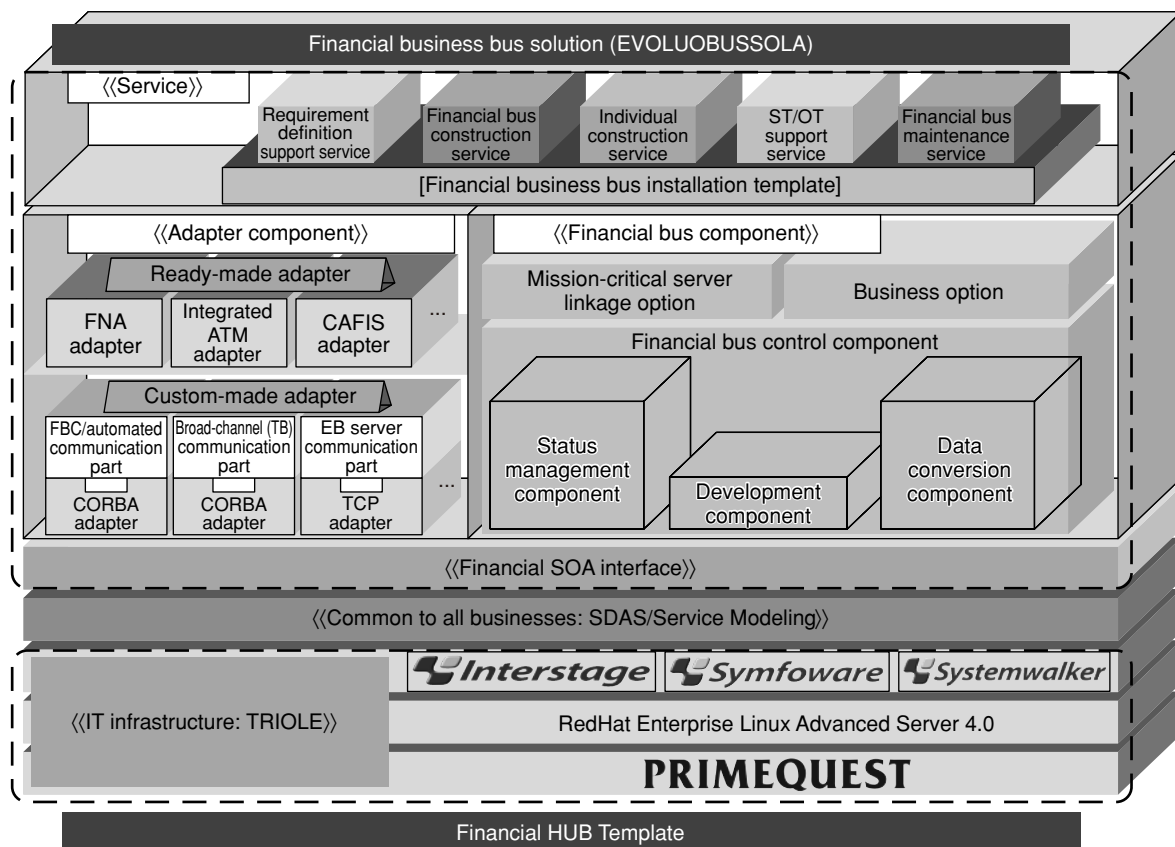 Financial business bus solution (EVOLUOBUSSOLA)
《Service》
Requirement
definition
support service
Financial bus
construction
service
Individual
construction
service
ST/OT
support
service
Financial bus
maintenance
service
[Financial business bus installation template]
《Adapter component》
Ready-made adapter
FNA
adapter
Integrated
ATM
adapter
CAFIS
adapter
...
Custom-made adapter
FBC/automated
communication
part
CORBA
adapter
Broad-channel (TB)
communication
part
CORBA
adapter
EB server
communication
part
TCP
adapter
...
《Financial bus component》
Mission-critical server
linkage option
Business option
Financial bus control component
Status
management
component
Development
component
Data
conversion
component
《Financial SOA interface》
《Common to all businesses: SDAS/Service Modeling》
《IT infrastructure: TRIOLE》
Interstage
Symfoware
Systemwalker
RedHat Enterprise Linux Advanced Server 4.0
PRIMEQUEST
Financial HUB Template